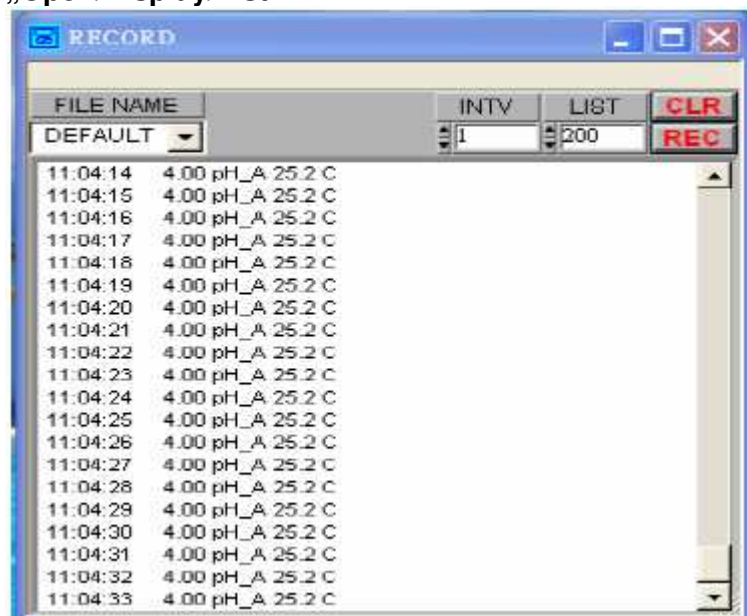 RECORD
FILE NAME INTV LIST CLR
DEFAULT 1 200 REC
11:04:14 4.00 pH_A 25.2 C
11:04:15 4.00 pH_A 25.2 C
11:04:16 4.00 pH_A 25.2 C
11:04:17 4.00 pH_A 25.2 C
11:04:18 4.00 pH_A 25.2 C
11:04:19 4.00 pH_A 25.2 C
11:04:20 4.00 pH_A 25.2 C
11:04:21 4.00 pH_A 25.2 C
11:04:22 4.00 pH_A 25.2 C
11:04:23 4.00 pH_A 25.2 C
11:04:24 4.00 pH_A 25.2 C
11:04:25 4.00 pH_A 25.2 C
11:04:26 4.00 pH_A 25.2 C
11:04:27 4.00 pH_A 25.2 C
11:04:28 4.00 pH_A 25.2 C
11:04:29 4.00 pH_A 25.2 C
11:04:30 4.00 pH_A 25.2 C
11:04:31 4.00 pH_A 25.2 C
11:04:32 4.00 pH_A 25.2 C
11:04:33 4.00 pH_A 25.2 C